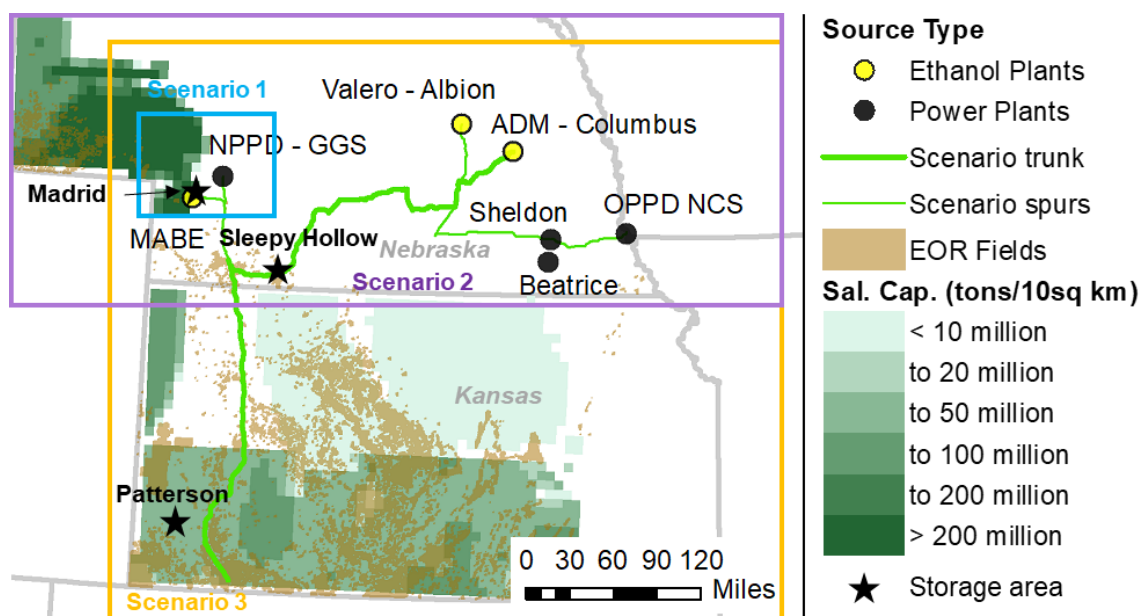 Scenario 1
Valero - Albion
ADM - Columbus
NPPD - GGS
Madrid
MABE
Sleepy Hollow
Sheldon
OPPD NCS
Nebraska
Scenario 2
Beatrice
Kansas
Patterson
0 30 60 90 120
Miles
Scenario 3
Source Type
Ethanol Plants
Power Plants
Scenario trunk
Scenario spurs
EOR Fields
Sal. Cap. (tons/10sq km)
< 10 million
to 20 million
to 50 million
to 100 million
to 200 million
> 200 million
Storage area